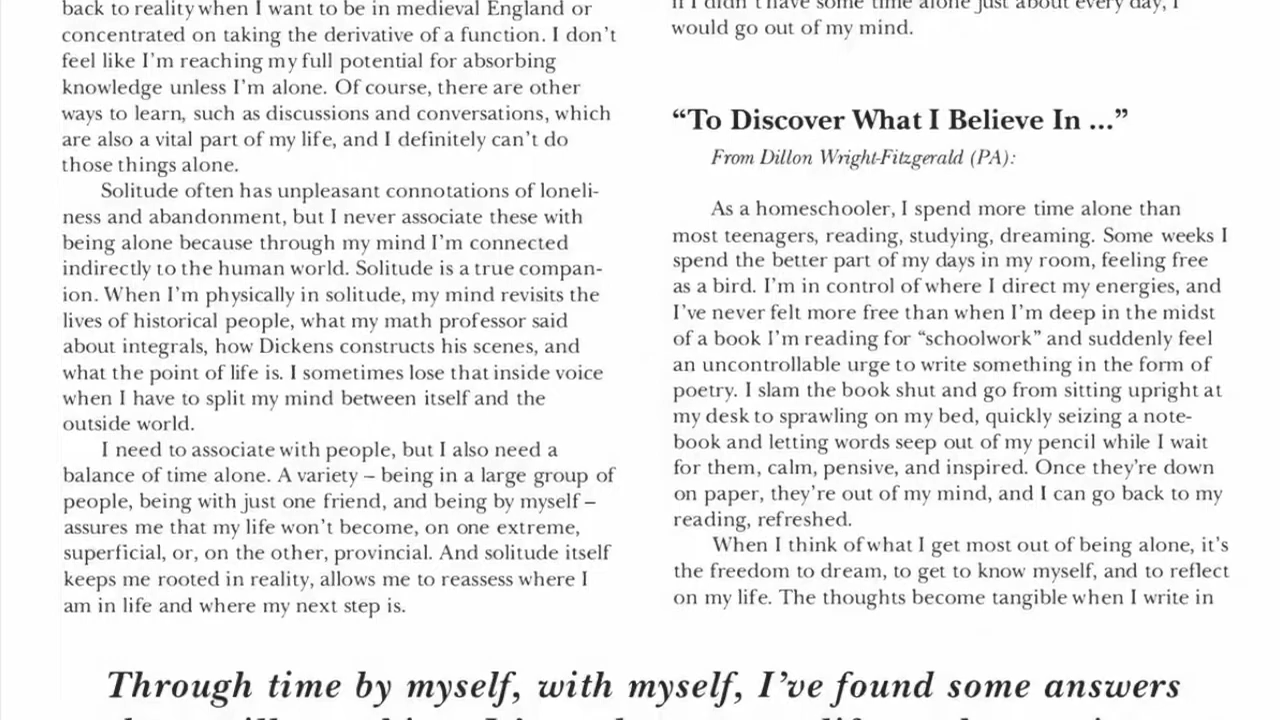 back to reality when I want to be in medieval England or
concentrated on taking the derivative of a function. I don't
feel like I'm reaching my full potential for absorbing
knowledge unless I'm alone. Of course, there are other
ways to learn, such as discussions and conversations, which
are also a vital part of my life, and I definitely can't do
those things alone.
Solitude often has unpleasant connotations of loneli-
ness and abandonment, but I never associate these with
being alone because through my mind I'm connected
indirectly to the human world. Solitude is a true compan-
ion. When I'm physically in solitude, my mind revisits the
lives of historical people, what my math professor said
about integrals, how Dickens constructs his scenes, and
what the point of life is. I sometimes lose that inside voice
when I have to split my mind between itself and the
outside world.
I need to associate with people, but I also need a
balance of time alone. A variety – being in a large group of
people, being with just one friend, and being by myself –
assures me that my life won't become, on one extreme,
superficial, or, on the other, provincial. And solitude itself
keeps me rooted in reality, allows me to reassess where I
am in life and where my next step is.
if I didn't have some time alone just about every day, I
would go out of my mind.
“To Discover What I Believe In ...”
From Dillon Wright-Fitzgerald (PA):
As a homeschooler, I spend more time alone than
most teenagers, reading, studying, dreaming. Some weeks I
spend the better part of my days in my room, feeling free
as a bird. I'm in control of where I direct my energies, and
I've never felt more free than when I'm deep in the midst
of a book I'm reading for “schoolwork” and suddenly feel
an uncontrollable urge to write something in the form of
poetry. I slam the book shut and go from sitting upright at
my desk to sprawling on my bed, quickly seizing a note-
book and letting words seep out of my pencil while I wait
for them, calm, pensive, and inspired. Once they're down
on paper, they're out of my mind, and I can go back to my
reading, refreshed.
When I think of what I get most out of being alone, it's
the freedom to dream, to get to know myself, and to reflect
on my life. The thoughts become tangible when I write in
Through time by myself, with myself, I've found some answers